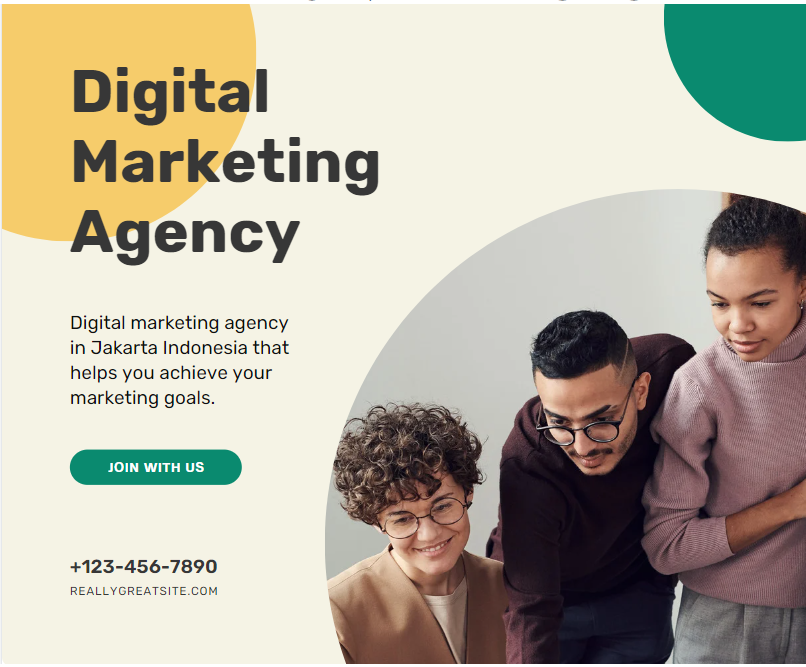 Digital
Marketing
Agency
Digital marketing agency
in Jakarta Indonesia that
helps you achieve your
marketing goals.
JOIN WITH US
+123-456-7890
REALLYGREATSITE.COM